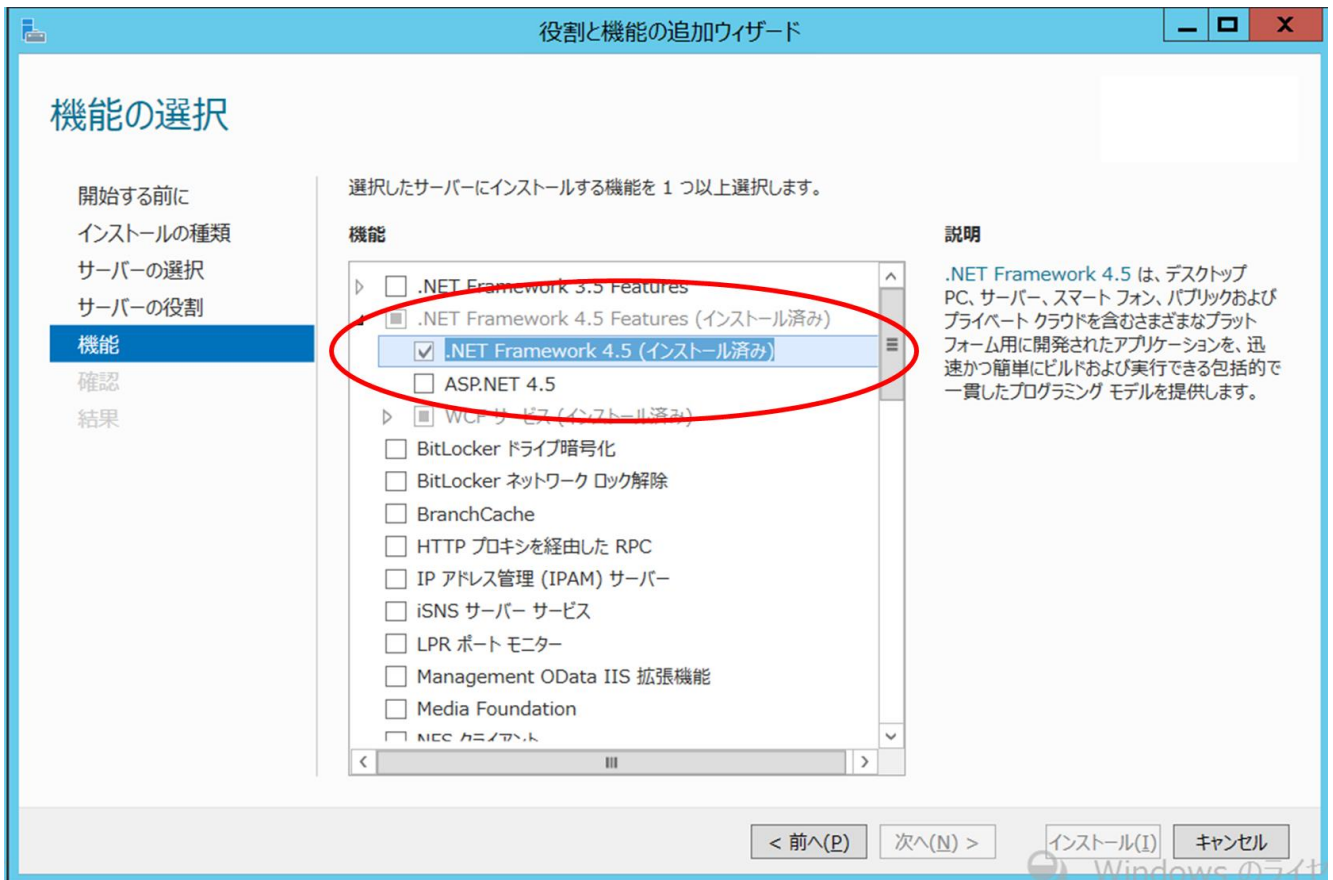 役割と機能の追加ウィザード
機能の選択
開始する前に
インストールの種類
サーバーの選択
サーバーの役割
機能
確認
結果
選択したサーバーにインストールする機能を 1 つ以上選択します。
機能
.NET Framework 3.5 Features
.NET Framework 4.5 Features (インストール済み)
.NET Framework 4.5 (インストール済み)
ASP.NET 4.5
WCF サービス (インストール済み)
BitLocker ドライブ暗号化
BitLocker ネットワーク ロック解除
BranchCache
HTTP プロキシを経由した RPC
IP アドレス管理 (IPAM) サーバー
iSNS サーバー サービス
LPR ポート モニター
Management OData IIS 拡張機能
Media Foundation
NFS クライアント
説明
.NET Framework 4.5 は、デスクトップ
PC、サーバー、スマート フォン、パブリックおよび
プライベート クラウドを含むさまざまなプラット
フォーム用に開発されたアプリケーションを、迅
速かつ簡単にビルドおよび実行できる包括的で
一貫したプログラミング モデルを提供します。
< 前へ(P)
次へ(N) >
インストール(I)
キャンセル
Windows のライセ